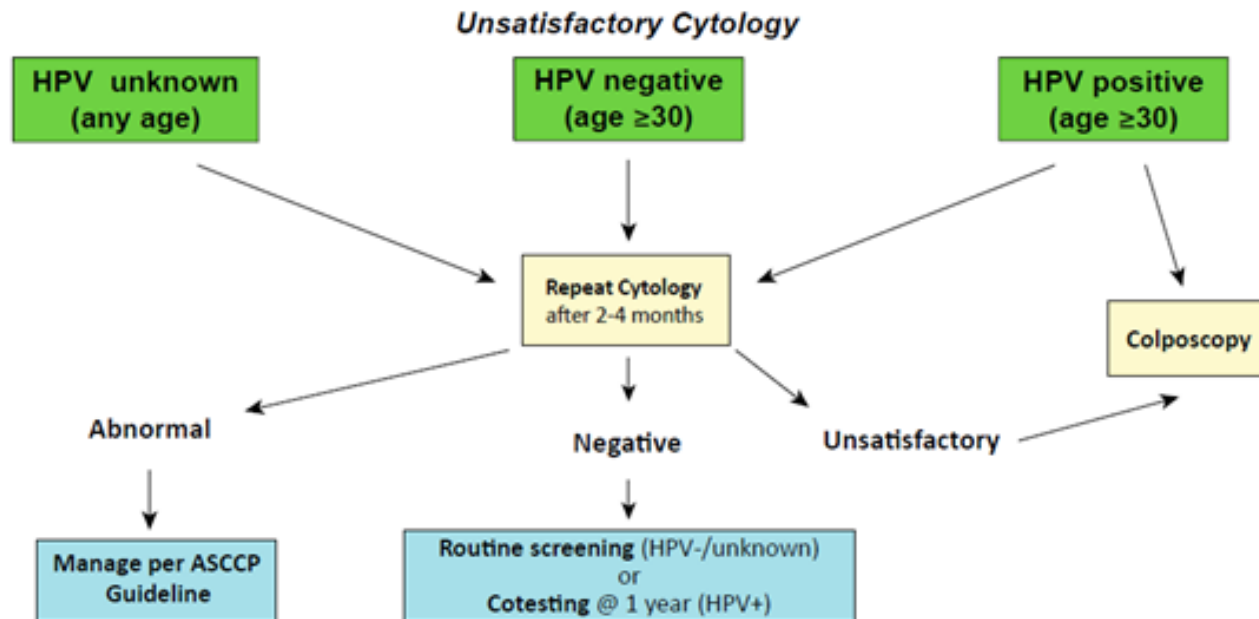 Unsatisfactory Cytology
HPV unknown
(any age)
HPV negative
(age ≥30)
HPV positive
(age ≥30)
Repeat Cytology
after 2-4 months
Colposcopy
Abnormal
Negative
Unsatisfactory
Manage per ASCCP
Guideline
Routine screening (HPV-/unknown)
or
Cotesting @ 1 year (HPV+)